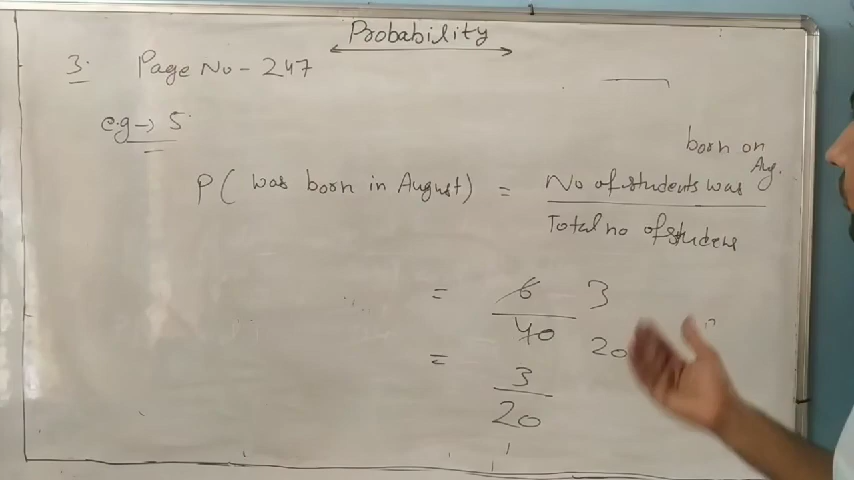 Probability
3. Page No - 247
e.g → 5.
born on
Aug.
P( was born in August) = No of students was
Total no of students
= 6 3
40 20
= 3
20